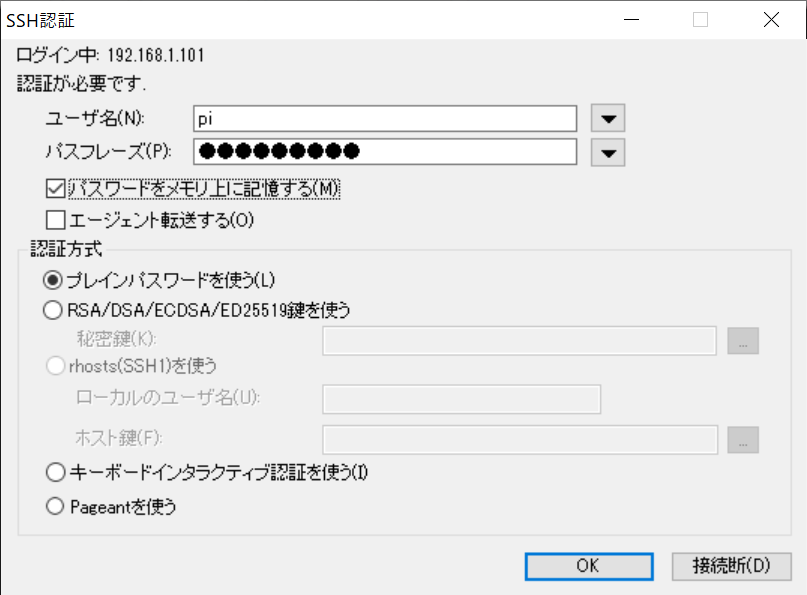 SSH認証
ログイン中: 192.168.1.101
認証が必要です.
ユーザ名(N):
pi
パスフレーズ(P):
●●●●●●●●●
パスワードをメモリ上に記憶する(M)
エージェント転送する(O)
認証方式
プレインパスワードを使う(L)
RSA/DSA/ECDSA/ED25519鍵を使う
秘密鍵(K):
...
rhosts(SSH1)を使う
ローカルのユーザ名(U):
ホスト鍵(F):
...
キーボードインタラクティブ認証を使う(I)
Pageantを使う
OK
接続断(D)